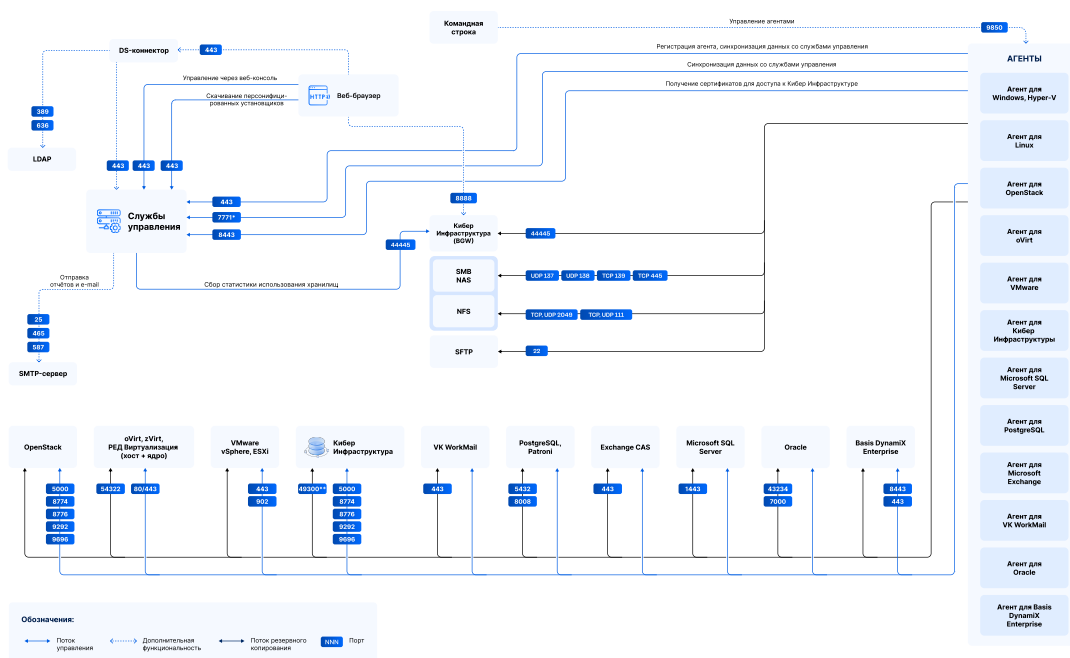 Командная
строка
Управление агентами
9850
DS-коннектор
443
Регистрация агента, синхронизация данных со службами управления
Синхронизация данных со службами управления
Получение сертификатов для доступа к Кибер Инфраструктуре
Управление через веб-консоль
Скачивание персонифици-
рованных установщиков
HTTP
Веб-браузер
389
636
LDAP
443
443
443
Службы
управления
443
7771*
8443
8888
Кибер
Инфраструктура
(BGW)
44445
44445
Отправка
отчётов и e-mail
Сбор статистики использования хранилищ
SMB
NAS
UDP 137
UDP 138
TCP 139
TCP 445
NFS
TCP, UDP 2049
TCP, UDP 111
SFTP
22
25
465
587
SMTP-сервер
АГЕНТЫ
Агент для
Windows, Hyper-V
Агент для
Linux
Агент для
OpenStack
Агент для
oVirt
Агент для
VMware
Агент для
Кибер
Инфраструктуры
Агент для
Microsoft SQL
Server
Агент для
PostgreSQL
Агент для
Microsoft
Exchange
Агент для
VK WorkMail
Агент для
Oracle
Агент для Basis
DynamiX
Enterprise
OpenStack
5000
8774
8776
9292
9696
oVirt, zVirt,
РЕД Виртуализация
(хост + ядро)
54322
80/443
VMware
vSphere, ESXi
443
902
Кибер
Инфраструктура
49300**
5000
8774
8776
9292
9696
VK WorkMail
443
PostgreSQL,
Patroni
5432
8008
Exchange CAS
443
Microsoft SQL
Server
1443
Oracle
43234
7000
Basis DynamiX
Enterprise
8443
443
Обозначения:
Поток
управления
Дополнительная
функциональность
Поток резервного
копирования
NNN
Порт